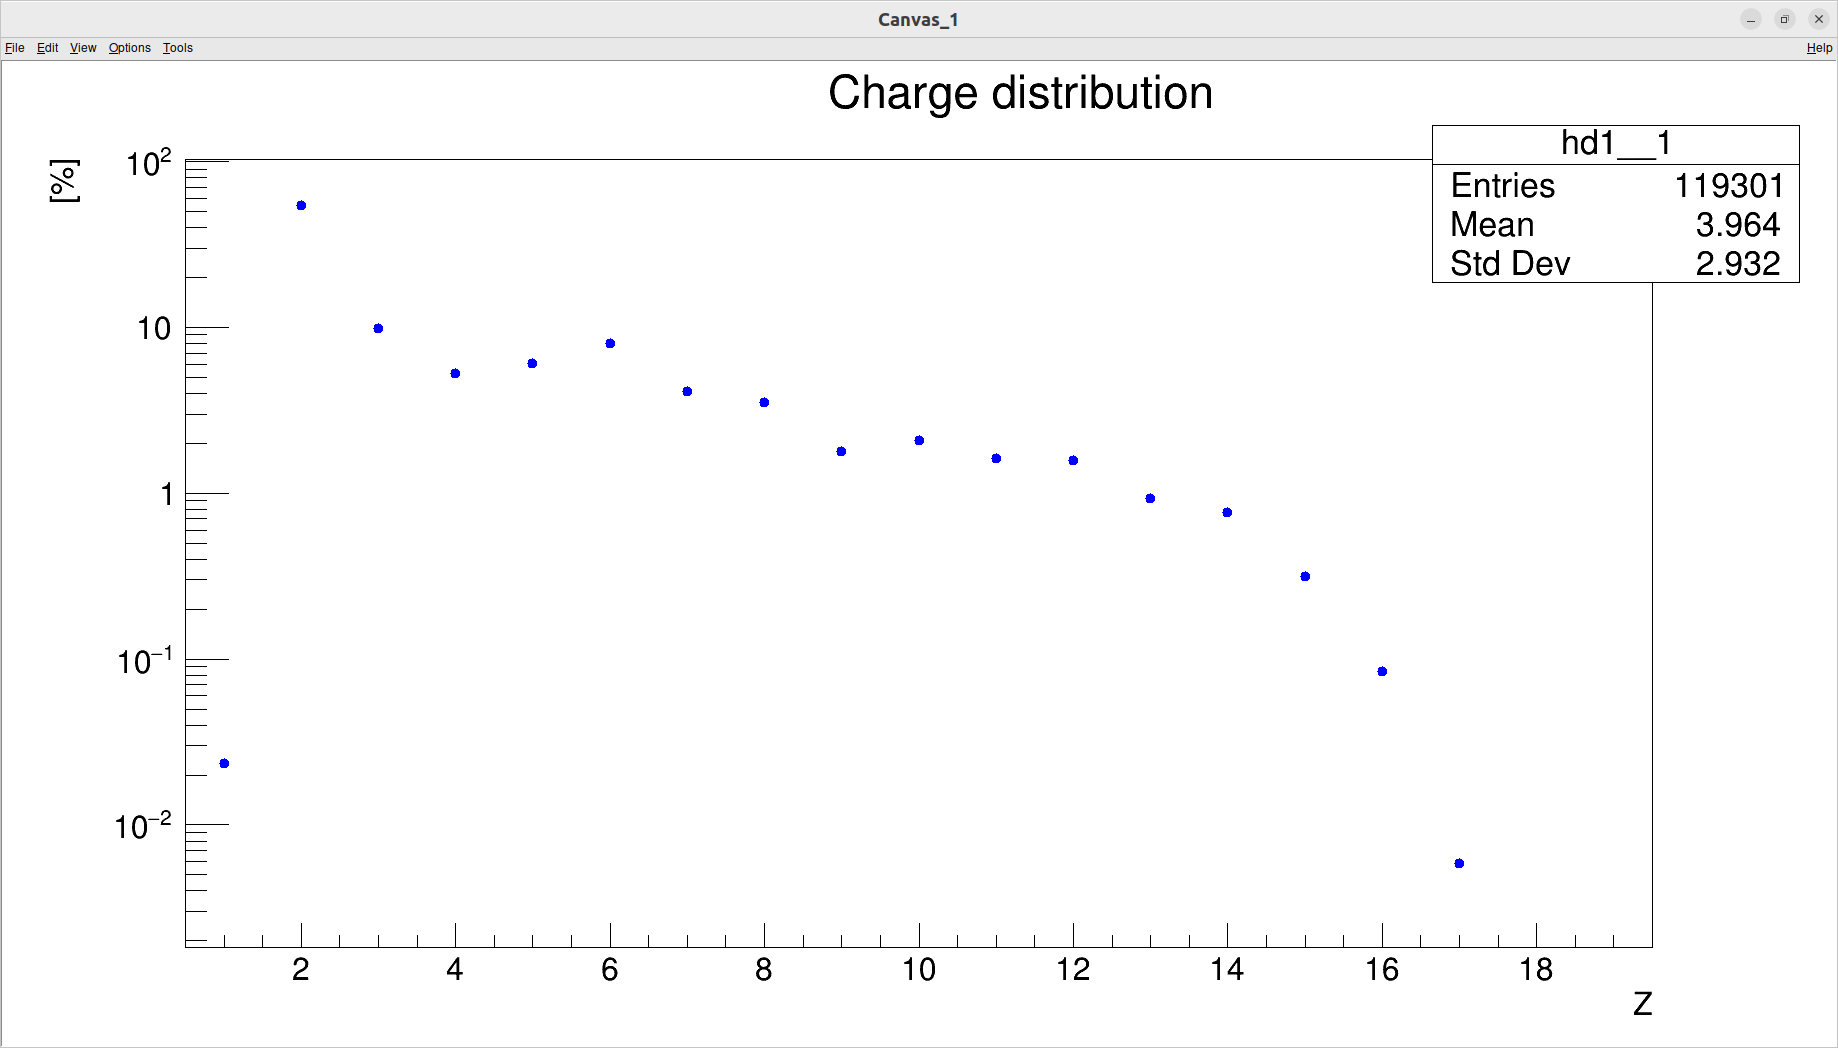 Canvas_1
File Edit View Options Tools Help
Charge distribution
[%]
hd1__1
Entries 119301
Mean 3.964
Std Dev 2.932
10²
10
1
10⁻¹
10⁻²
2 4 6 8 10 12 14 16 18
Z